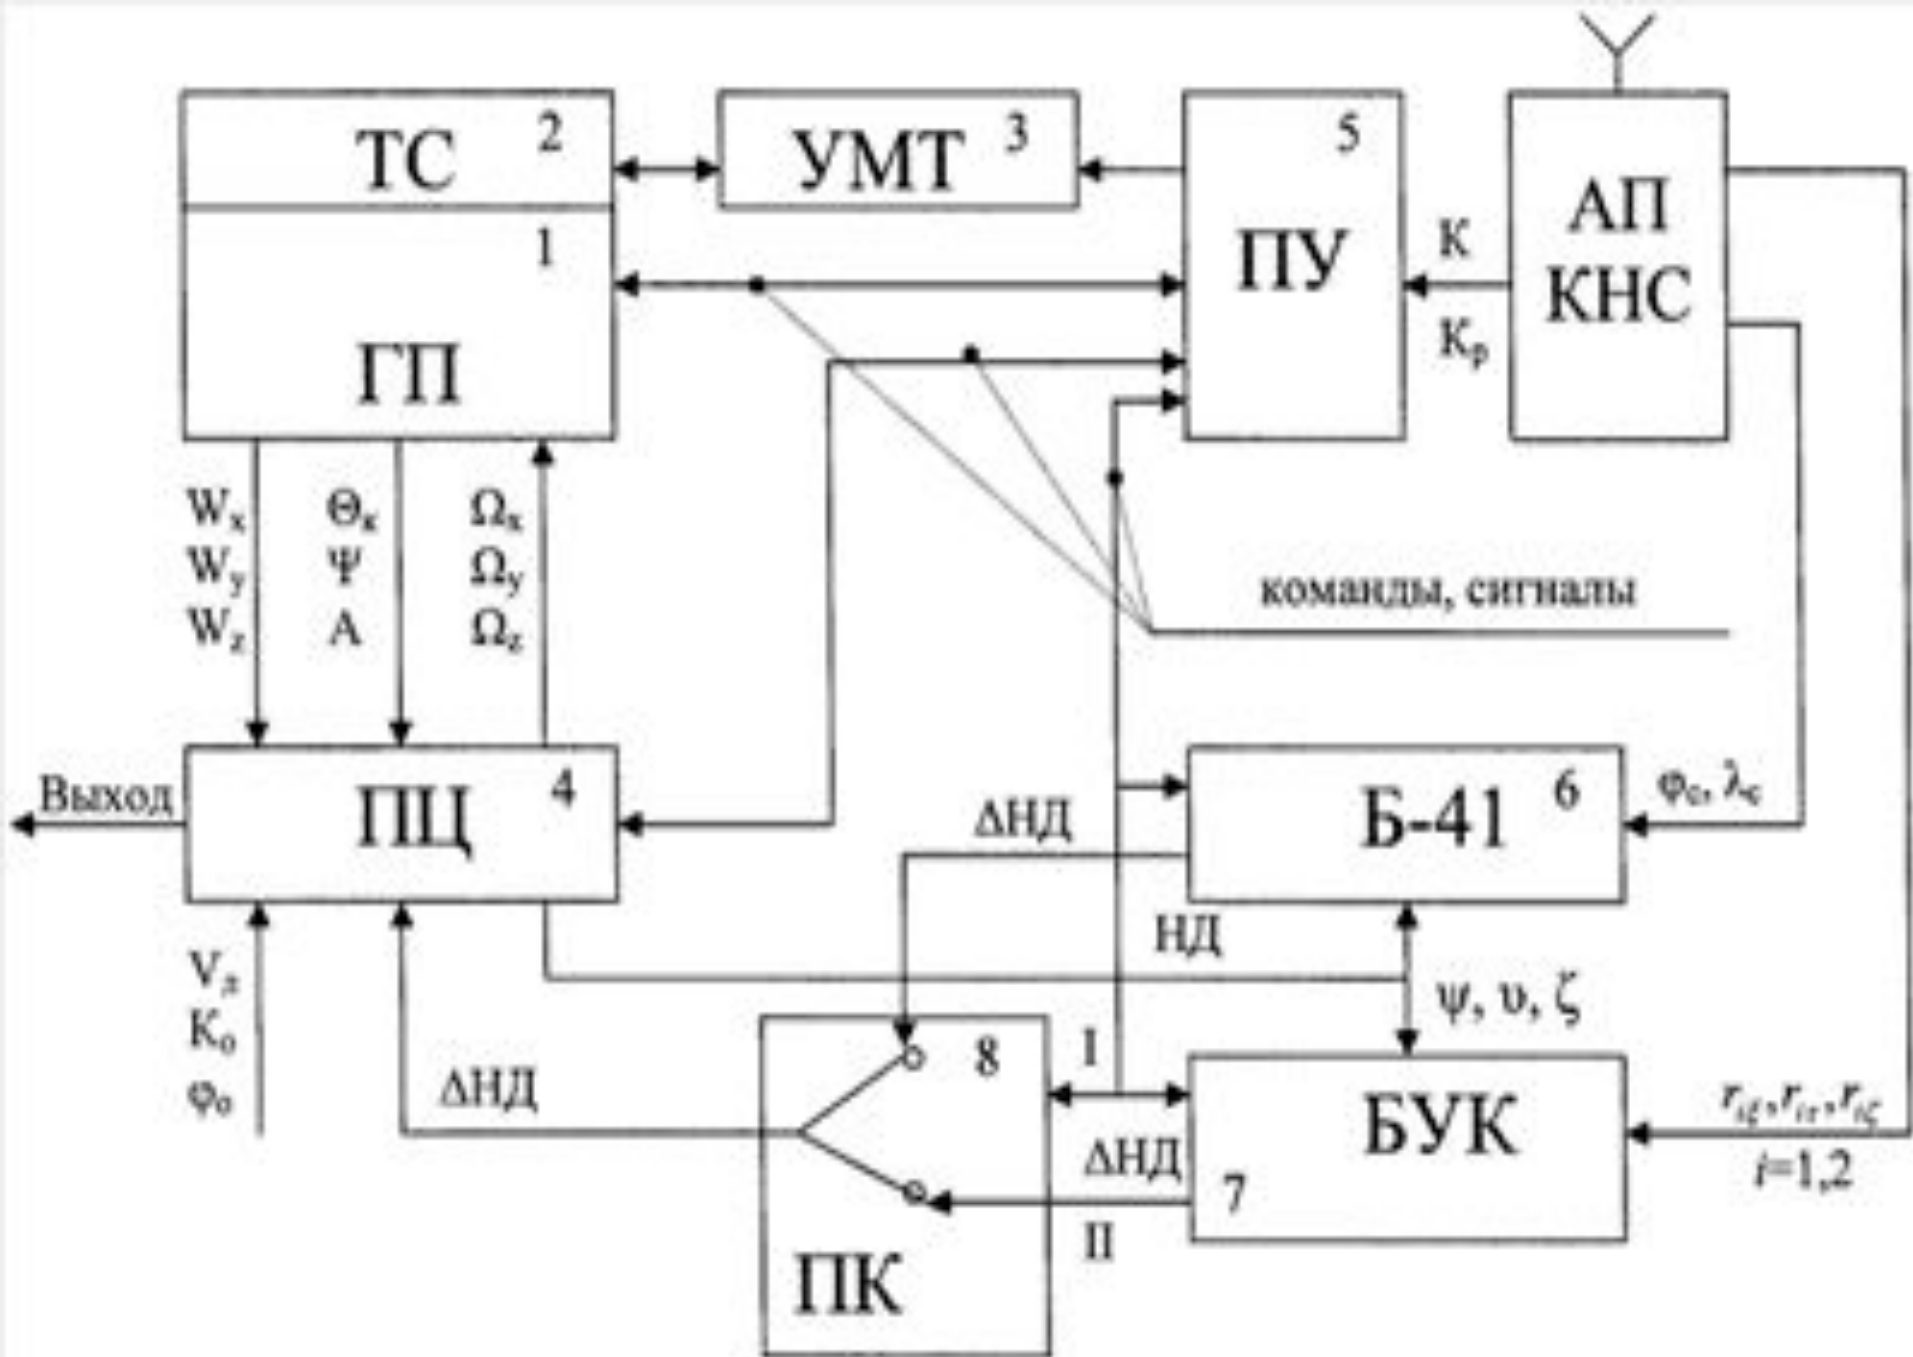 ТС 2
УМТ 3
5
ПУ
АП
КНС
К
Кр
1
ГП
Wx
Wy
Wz
Θк
Ψ
A
Ωx
Ωy
Ωz
команды, сигналы
Выход
ПЦ 4
Б-41 6
φс, λс
ΔНД
НД
ψ, υ, ζ
Vл
К₀
φ₀
ΔНД
8
I
ПК
ΔНД
II
БУК
7
i=1,2